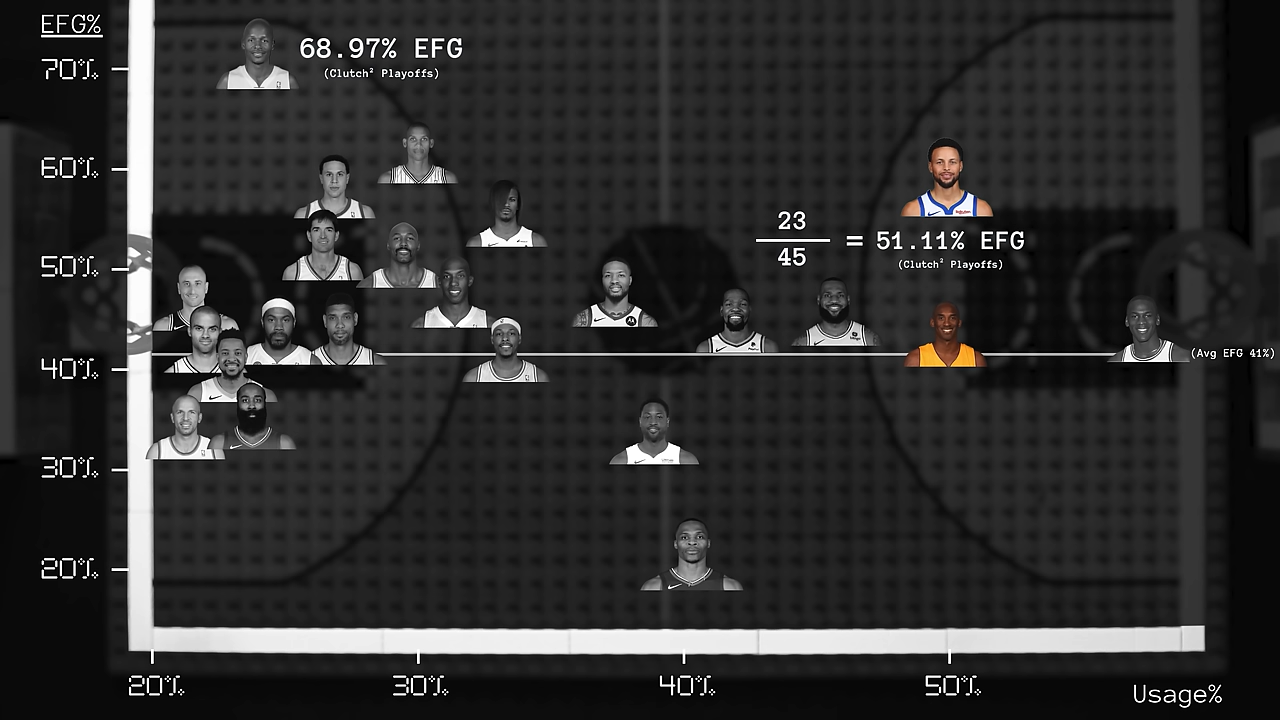 EFG%
68.97% EFG
(Clutch² Playoffs)
70%
60%
23
45
= 51.11% EFG
(Clutch² Playoffs)
50%
(Avg EFG 41%)
40%
30%
20%
20%
30%
40%
50%
Usage%